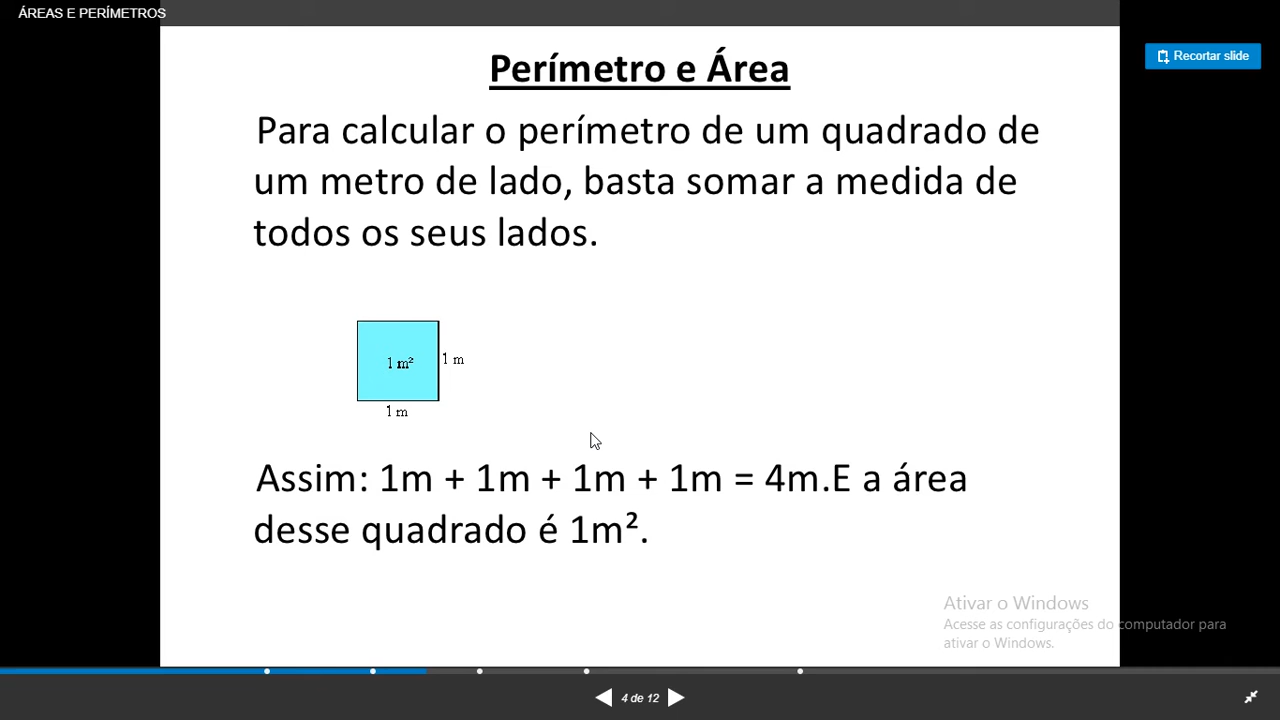 ÁREAS E PERÍMETROS
Recortar slide
Perímetro e Área
Para calcular o perímetro de um quadrado de
um metro de lado, basta somar a medida de
todos os seus lados.
1 m²
1 m
1 m
Assim: 1m + 1m + 1m + 1m = 4m.E a área
desse quadrado é 1m².
Ativar o Windows
Acesse as configurações do computador para
ativar o Windows.
4 de 12